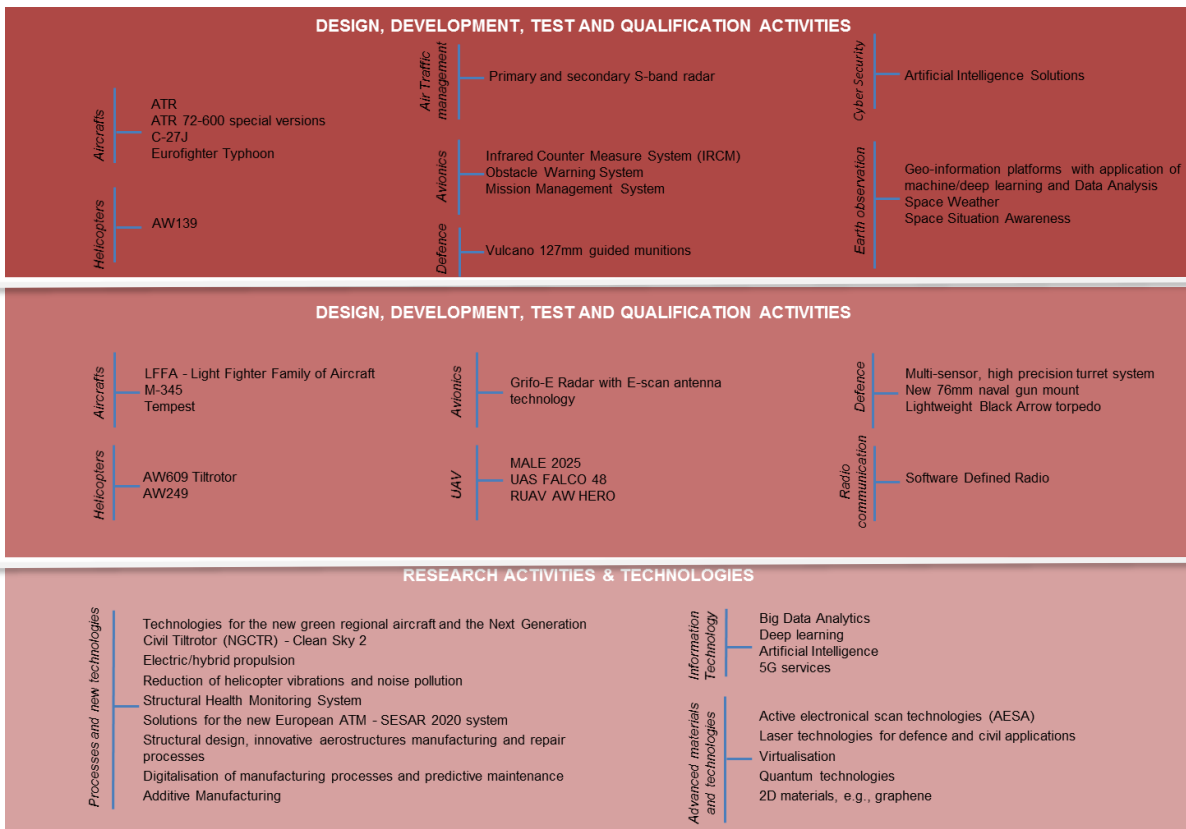 DESIGN, DEVELOPMENT, TEST AND QUALIFICATION ACTIVITIES
Aircrafts
ATR
ATR 72-600 special versions
C-27J
Eurofighter Typhoon
Helicopters
AW139
Air Traffic
management
Primary and secondary S-band radar
Avionics
Infrared Counter Measure System (IRCM)
Obstacle Warning System
Mission Management System
Defence
Vulcano 127mm guided munitions
Cyber Security
Artificial Intelligence Solutions
Earth observation
Geo-information platforms with application of
machine/deep learning and Data Analysis
Space Weather
Space Situation Awareness
DESIGN, DEVELOPMENT, TEST AND QUALIFICATION ACTIVITIES
Aircrafts
LFFA - Light Fighter Family of Aircraft
M-345
Tempest
Helicopters
AW609 Tiltrotor
AW249
Avionics
Grifo-E Radar with E-scan antenna
technology
UAV
MALE 2025
UAS FALCO 48
RUAV AW HERO
Defence
Multi-sensor, high precision turret system
New 76mm naval gun mount
Lightweight Black Arrow torpedo
Radio
communication
Software Defined Radio
RESEARCH ACTIVITIES & TECHNOLOGIES
Processes and new technologies
Technologies for the new green regional aircraft and the Next Generation
Civil Tiltrotor (NGCTR) - Clean Sky 2
Electric/hybrid propulsion
Reduction of helicopter vibrations and noise pollution
Structural Health Monitoring System
Solutions for the new European ATM - SESAR 2020 system
Structural design, innovative aerostructures manufacturing and repair
processes
Digitalisation of manufacturing processes and predictive maintenance
Additive Manufacturing
Information
Technology
Big Data Analytics
Deep learning
Artificial Intelligence
5G services
Advanced materials
and technologies
Active electronical scan technologies (AESA)
Laser technologies for defence and civil applications
Virtualisation
Quantum technologies
2D materials, e.g., graphene